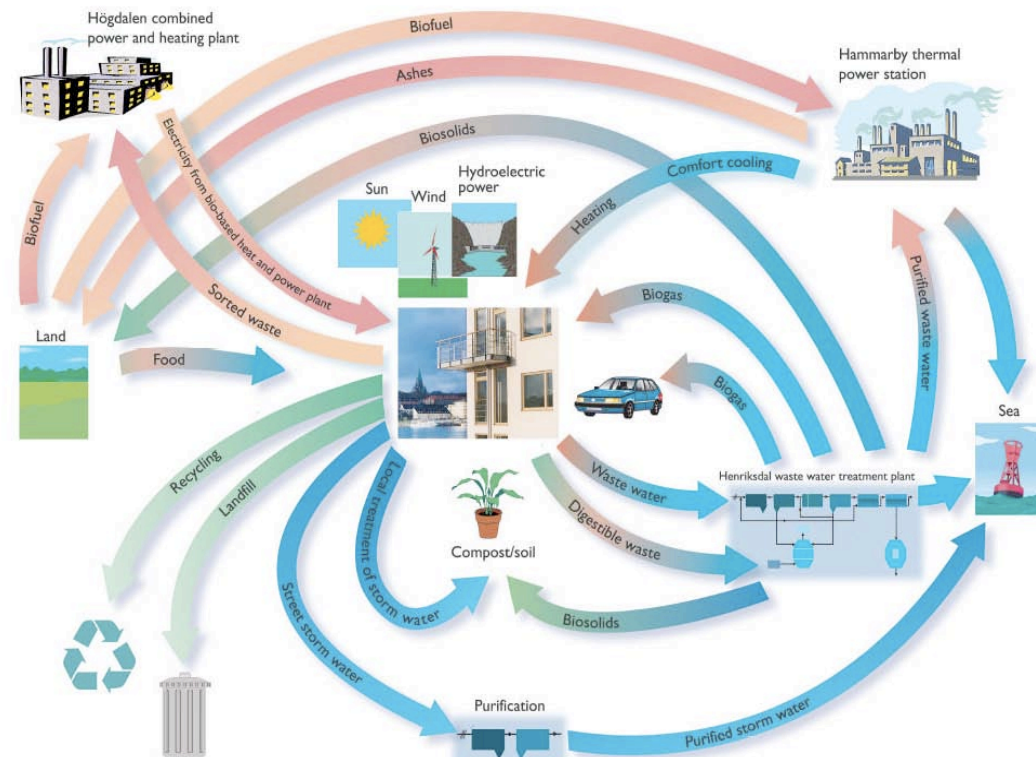 Högdalen combined
power and heating plant
Biofuel
Hammarby thermal
power station
Ashes
Biosolids
Electricity from bio-based heat and power plant
Comfort cooling
Heating
Sun
Wind
Hydroelectric
power
Biofuel
Sorted waste
Purified waste water
Biogas
Land
Food
Biogas
Sea
Recycling
Landfill
Local treatment
of storm water
Waste water
Henriksdal waste water treatment plant
Digestible waste
Compost/soil
Street storm water
Biosolids
Purification
Purified storm water